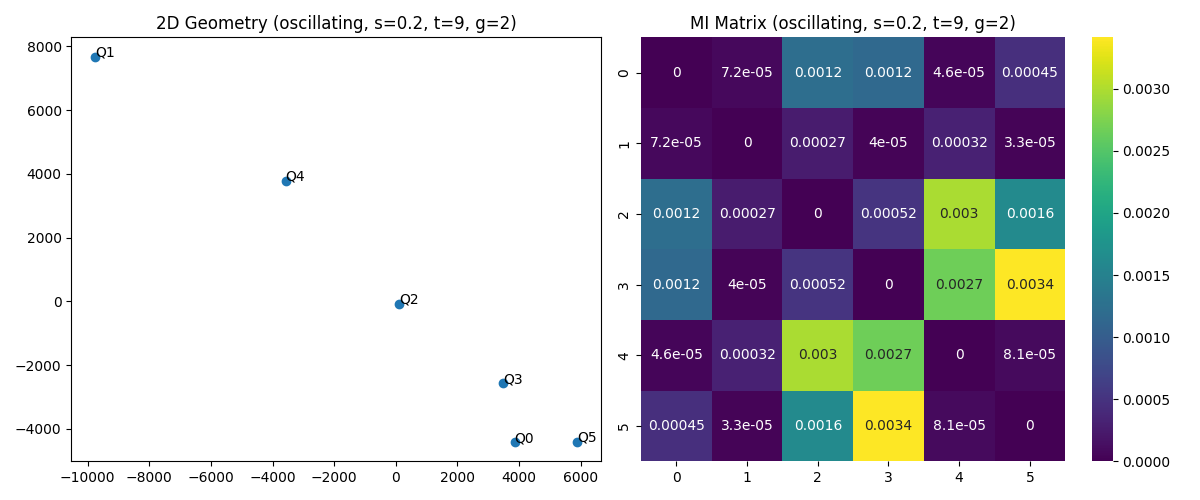 2D Geometry (oscillating, s=0.2, t=9, g=2)
8000
6000
4000
2000
0
−2000
−4000
−10000 −8000 −6000 −4000 −2000 0 2000 4000 6000
Q1
Q4
Q2
Q3
Q0
Q5
MI Matrix (oscillating, s=0.2, t=9, g=2)
0 0 7.2e-05 0.0012 0.0012 4.6e-05 0.00045
1 7.2e-05 0 0.00027 4e-05 0.00032 3.3e-05
2 0.0012 0.00027 0 0.00052 0.003 0.0016
3 0.0012 4e-05 0.00052 0 0.0027 0.0034
4 4.6e-05 0.00032 0.003 0.0027 0 8.1e-05
5 0.00045 3.3e-05 0.0016 0.0034 8.1e-05 0
0 1 2 3 4 5
0.0030
0.0025
0.0020
0.0015
0.0010
0.0005
0.0000